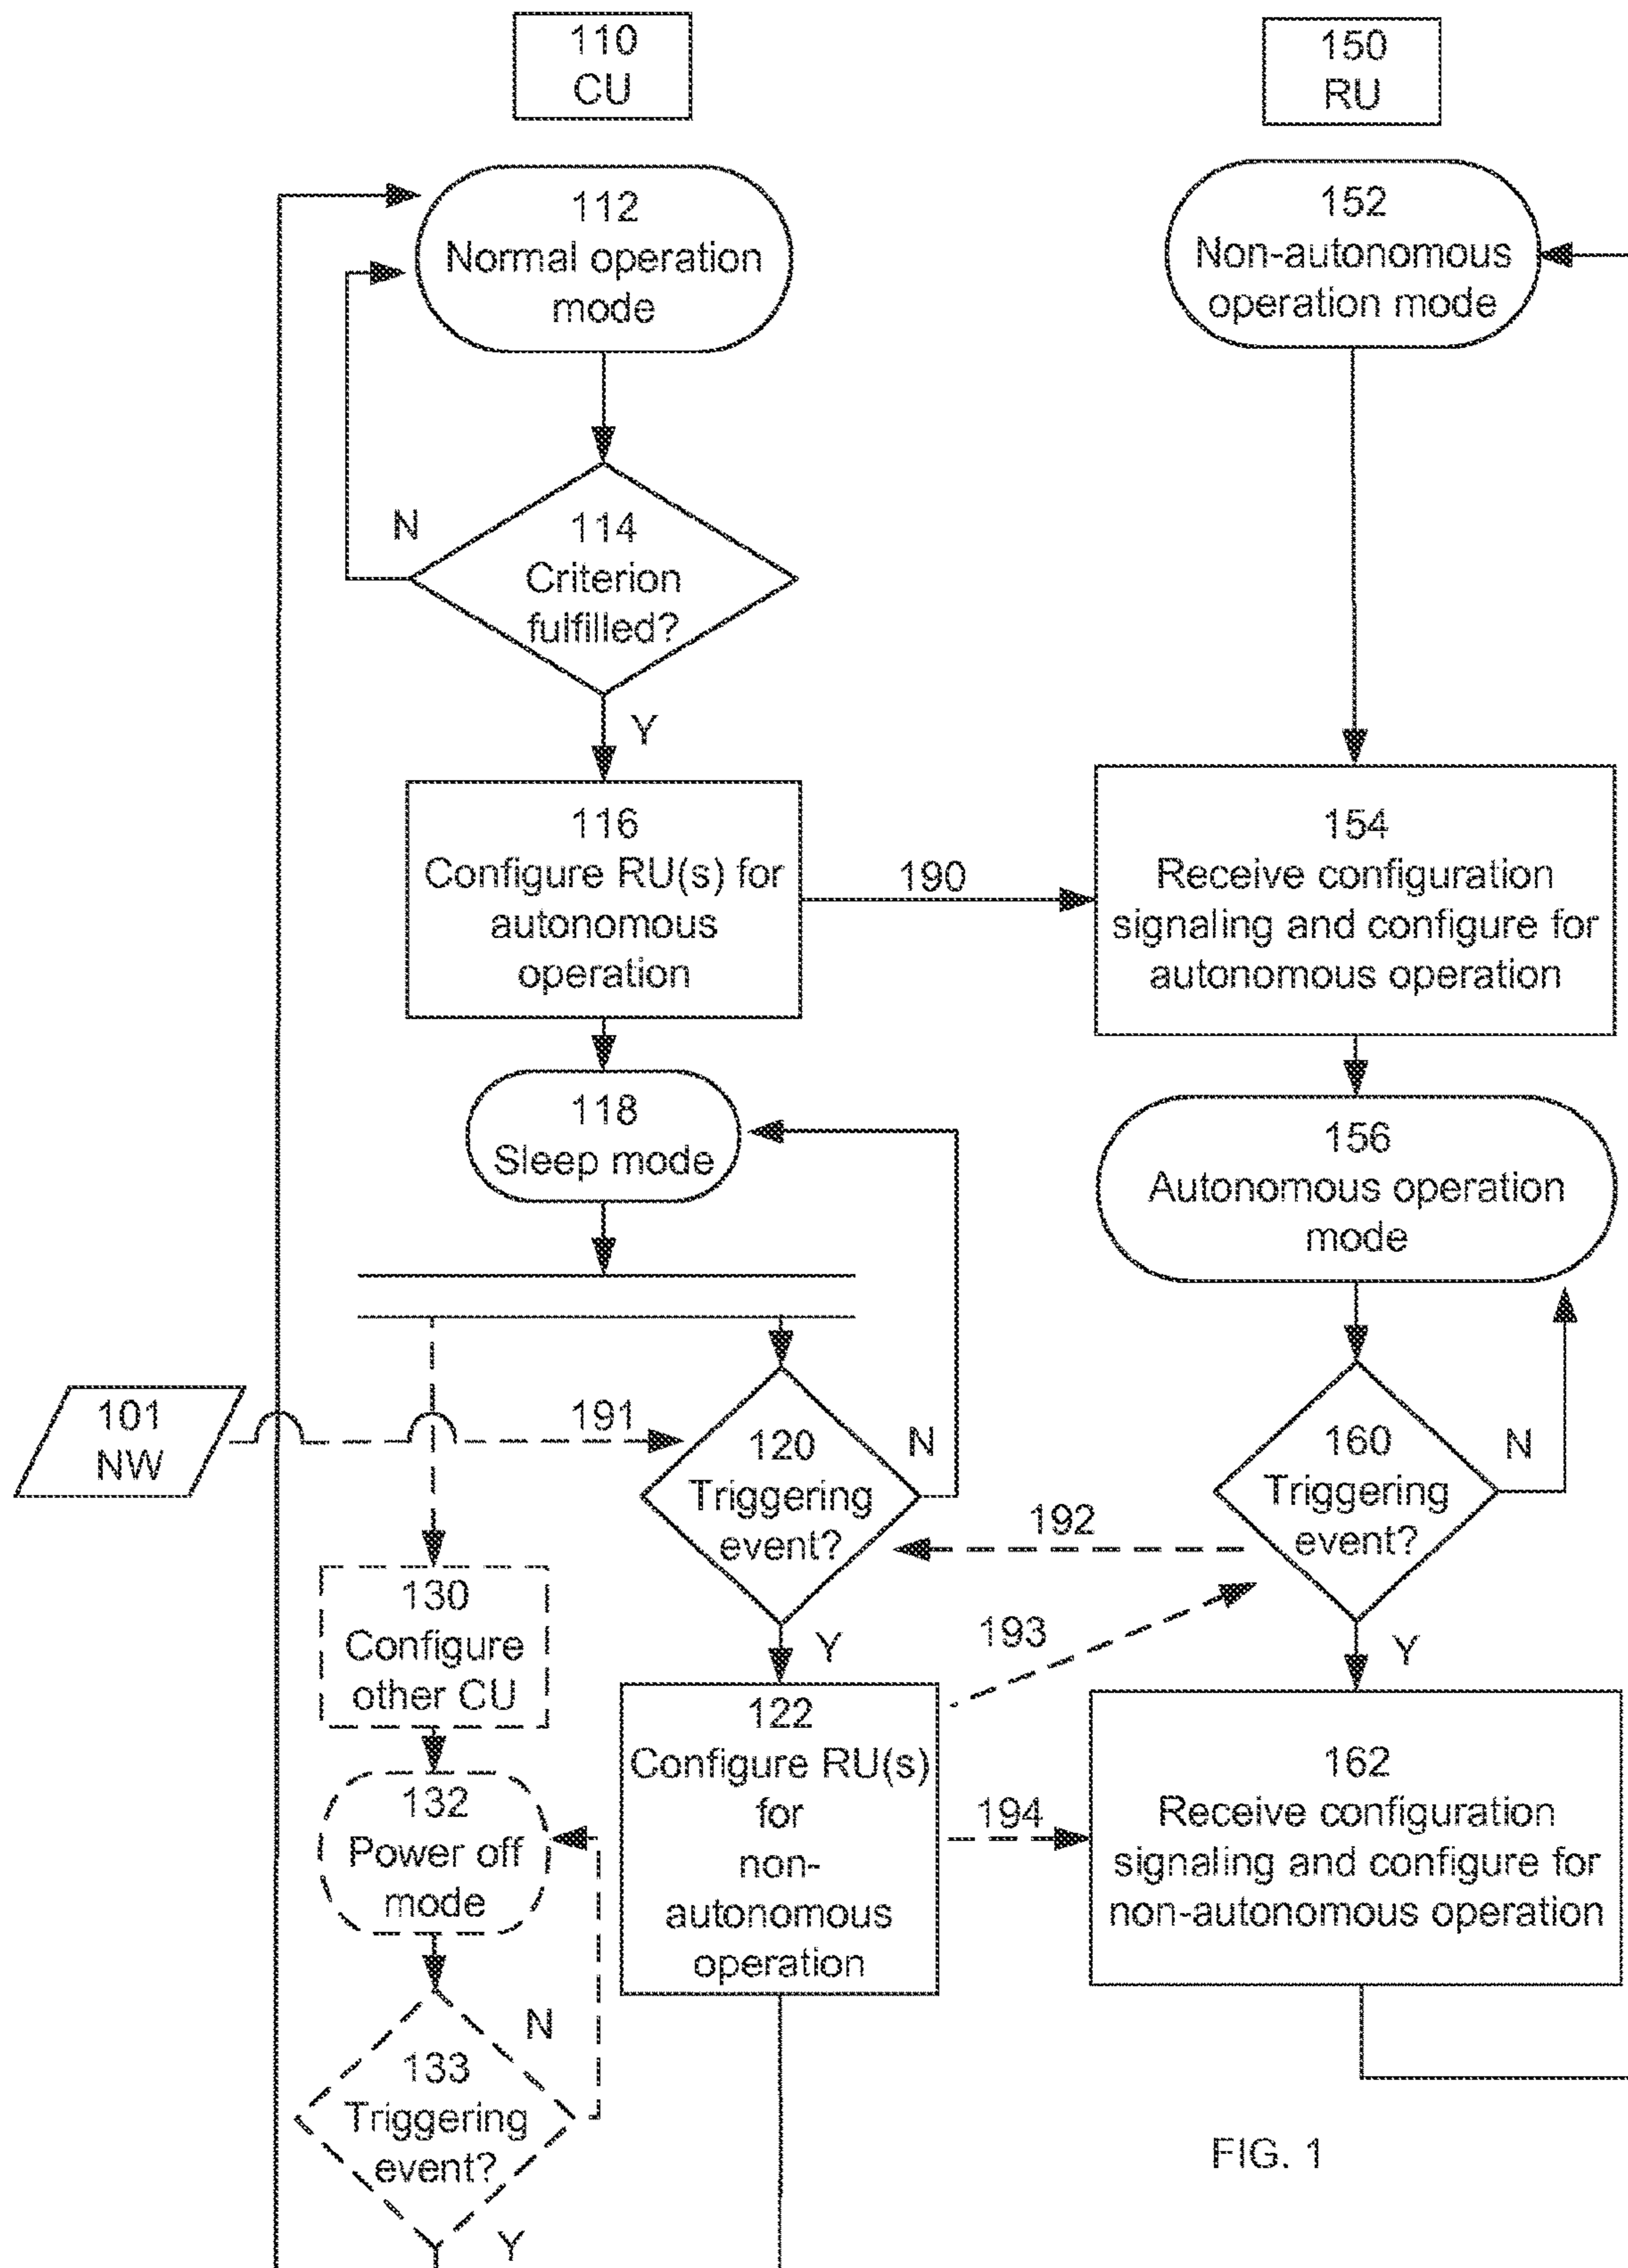 110
CU
150
RU
112
Normal operation
mode
152
Non-autonomous
operation mode
N
114
Criterion
fulfilled?
Y
116
Configure RU(s) for
autonomous
operation
190
154
Receive configuration
signaling and configure for
autonomous operation
118
Sleep mode
156
Autonomous operation
mode
101
NW
191
120
Triggering
event?
N
192
160
Triggering
event?
N
130
Configure
other CU
Y
193
Y
122
Configure RU(s)
for
non-
autonomous
operation
194
162
Receive configuration
signaling and configure for
non-autonomous operation
132
Power off
mode
N
133
Triggering
event?
Y
FIG. 1